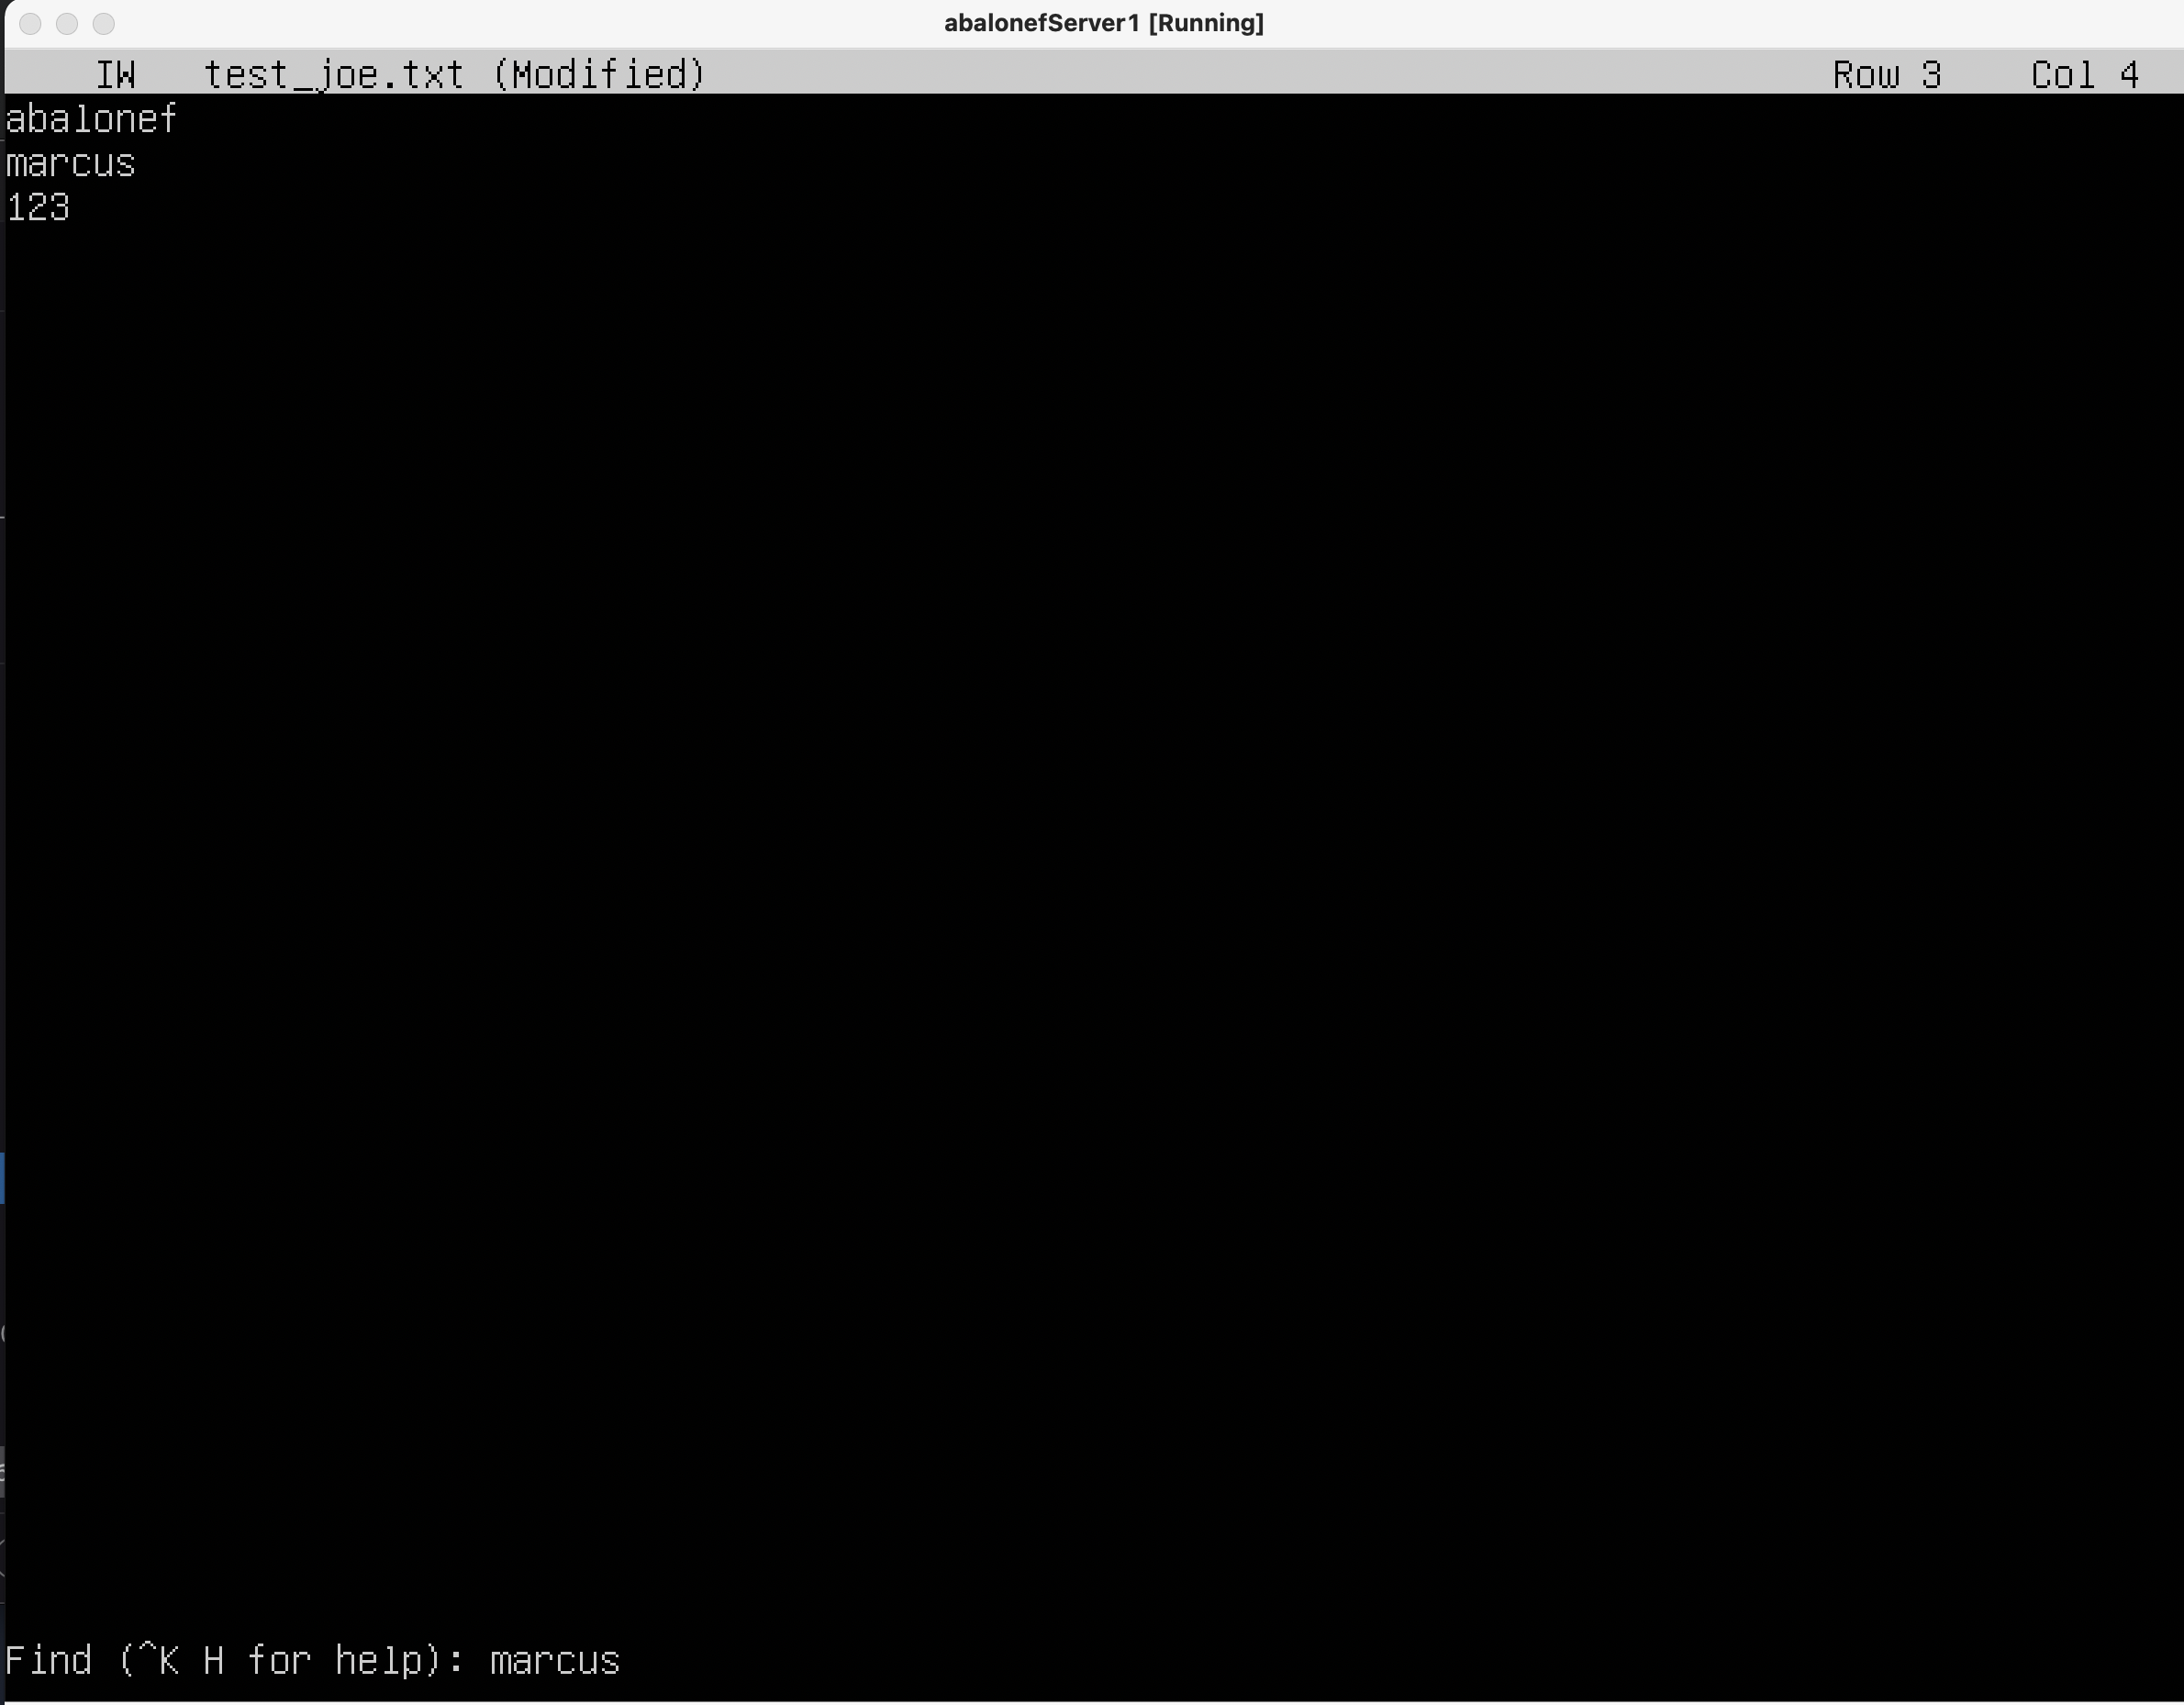 abalonefServer1 [Running]
IW test_joe.txt (Modified) Row 3 Col 4
abalonef
marcus
123
Find (^K H for help): marcus